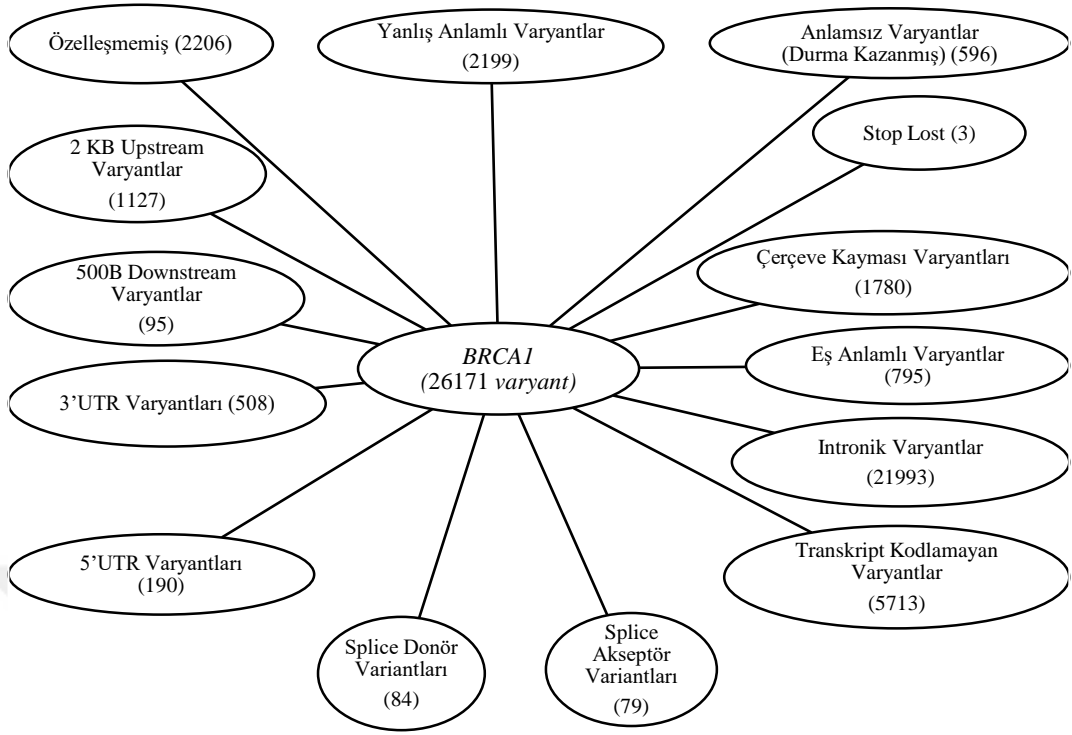 Özelleşmemiş (2206)
Yanlış Anlamlı Varyantlar
(2199)
Anlamsız Varyantlar
(Durma Kazanmış) (596)
2 KB Upstream
Varyantlar
(1127)
Stop Lost (3)
500B Downstream
Varyantlar
(95)
Çerçeve Kayması Varyantları
(1780)
BRCA1
(26171 varyant)
Eş Anlamlı Varyantlar
(795)
3’UTR Varyantları (508)
Intronik Varyantlar
(21993)
5’UTR Varyantları
(190)
Transkript Kodlamayan
Varyantlar
(5713)
Splice Donör
Variantları
(84)
Splice
Akseptör
Variantları
(79)